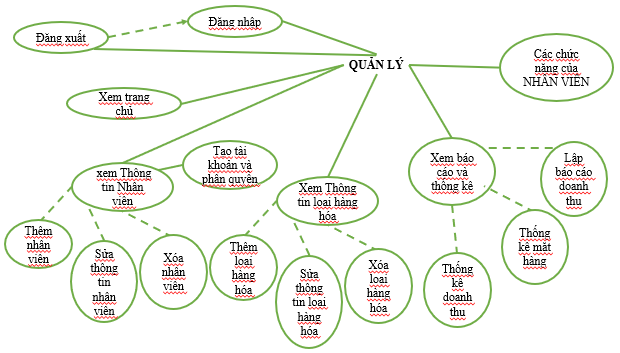 Đăng nhập
Đăng xuất
QUẢN LÝ
Các chức
năng của
NHÂN VIÊN
Xem trang
chủ
Tạo tài
khoản và
phân quyền
xem Thông
tin Nhân
viên
Xem Thông
tin loại hàng
hóa
Xem báo
cáo và
thống kê
Lập
báo cáo
doanh
thu
Thêm
nhân
viên
Sửa
thông
tin
nhân
viên
Xóa
nhân
viên
Thêm
loại
hàng
hóa
Sửa
thông
tin loại
hàng
hóa
Xóa
loại
hàng
hóa
Thống
kê
doanh
thu
Thống
kê mặt
hàng